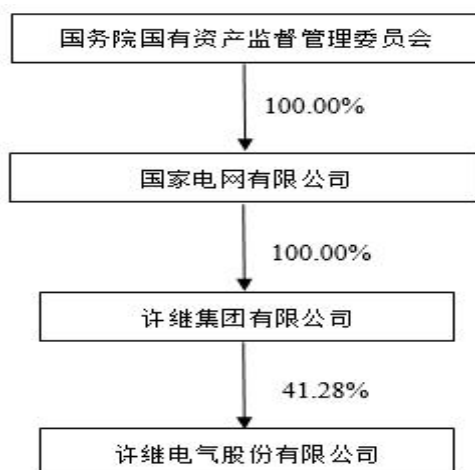 国务院国有资产监督管理委员会
100.00%
国家电网有限公司
100.00%
许继集团有限公司
41.28%
许继电气股份有限公司